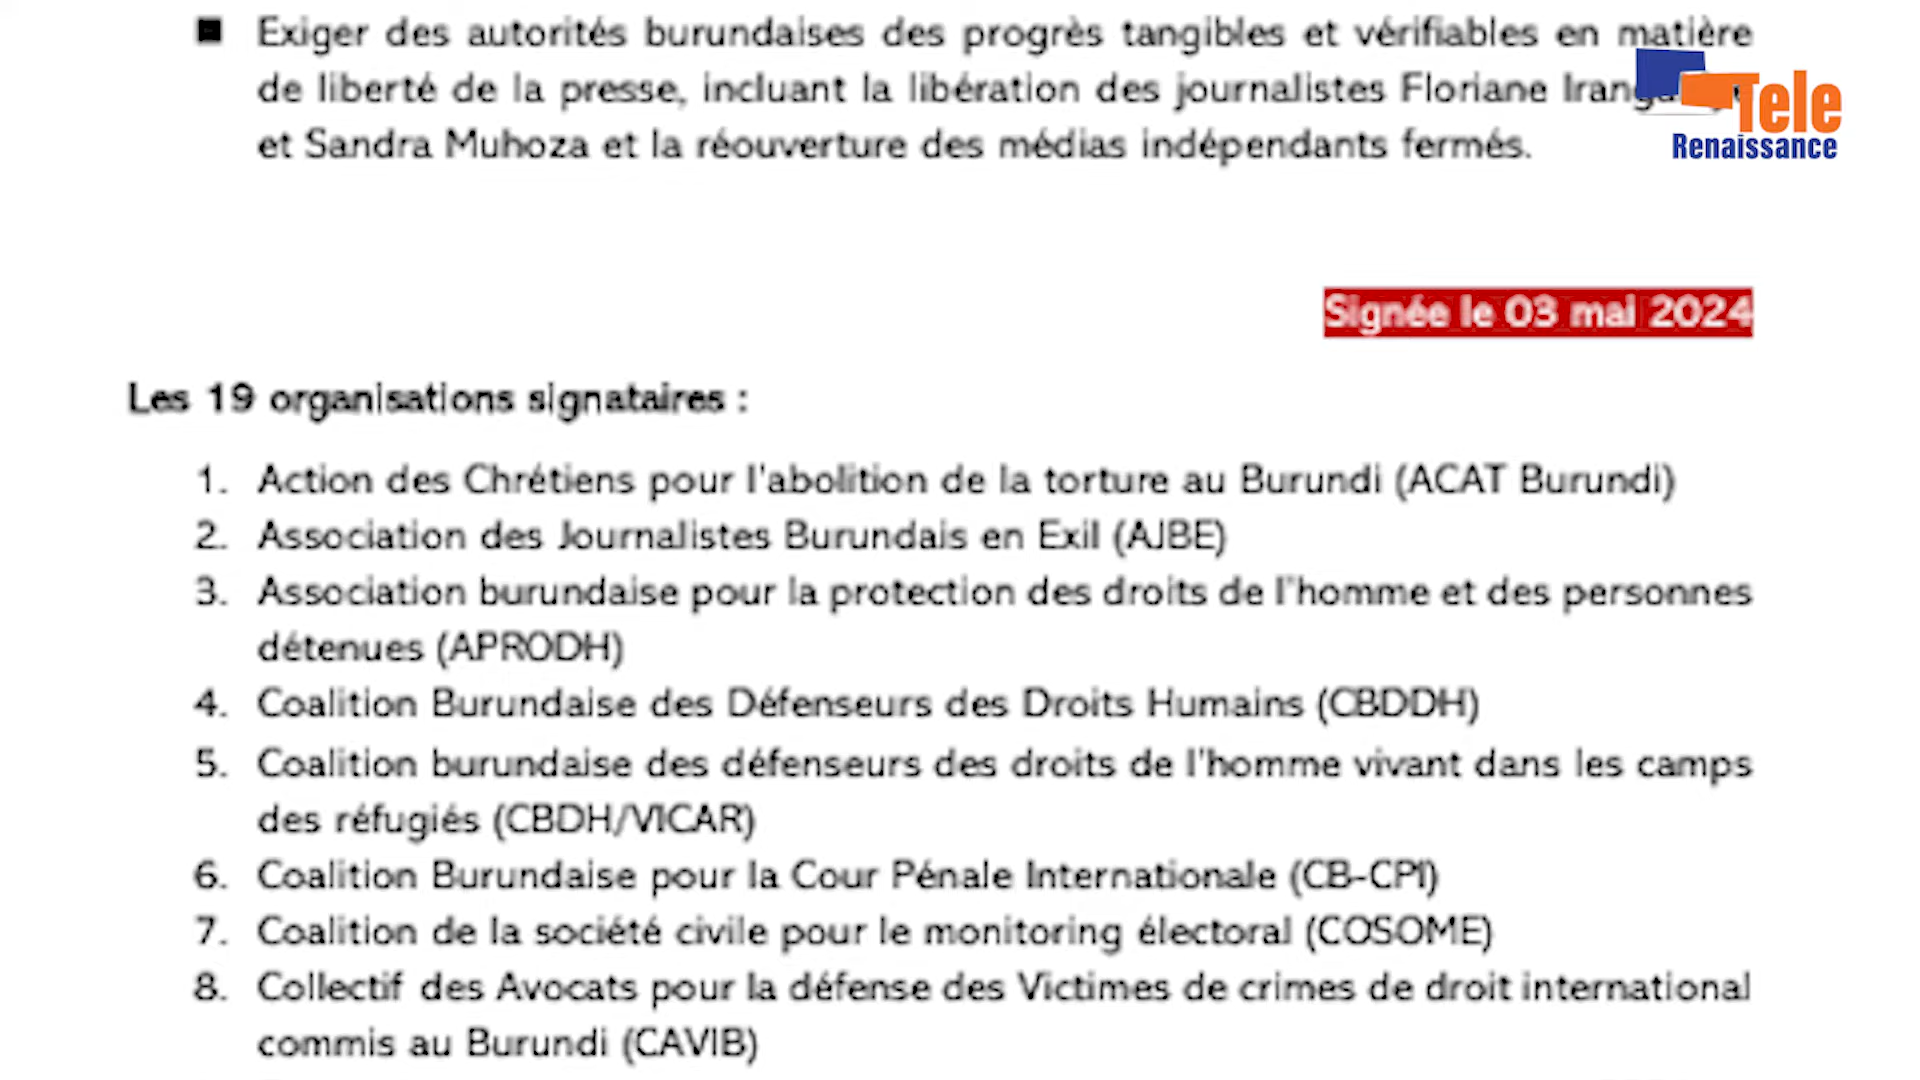 ■ Exiger des autorités burundaises des progrès tangibles et vérifiables en matière
de liberté de la presse, incluant la libération des journalistes Floriane
et Sandra Muhoza et la réouverture des médias indépendants fermés.
Tele
Renaissance
Signée le 03 mai 2024
Les 19 organisations signataires :
1. Action des Chrétiens pour l'abolition de la torture au Burundi (ACAT Burundi)
2. Association des Journalistes Burundais en Exil (AJBE)
3. Association burundaise pour la protection des droits de l'homme et des personnes
détenues (APRODH)
4. Coalition Burundaise des Défenseurs des Droits Humains (CBDDH)
5. Coalition burundaise des défenseurs des droits de l'homme vivant dans les camps
des réfugiés (CBDH/VICAR)
6. Coalition Burundaise pour la Cour Pénale Internationale (CB-CPI)
7. Coalition de la société civile pour le monitoring électoral (COSOME)
8. Collectif des Avocats pour la défense des Victimes de crimes de droit international
commis au Burundi (CAVIB)